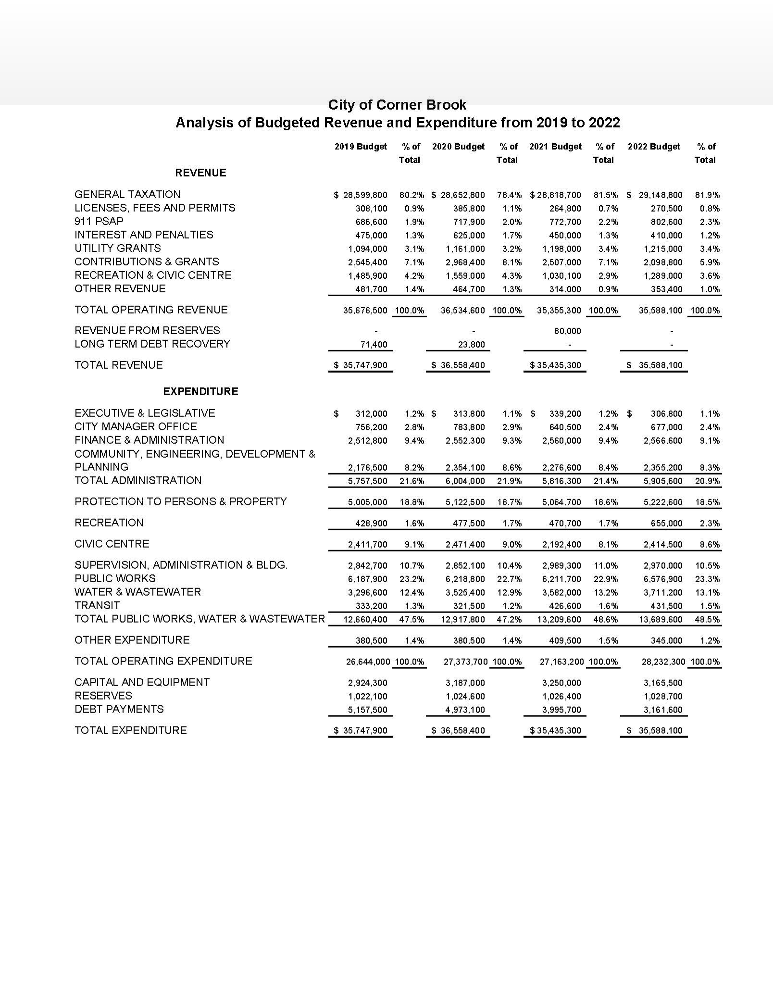 City of Corner Brook
Analysis of Budgeted Revenue and Expenditure from 2019 to 2022
2019 Budget % of 2020 Budget % of 2021 Budget % of 2022 Budget % of
Total Total Total Total
REVENUE
GENERAL TAXATION $ 28,599,800 80.2% $ 28,652,800 78.4% $ 28,818,700 81.5% $ 29,148,800 81.9%
LICENSES, FEES AND PERMITS 308,100 0.9% 385,800 1.1% 264,800 0.7% 270,500 0.8%
911 PSAP 686,600 1.9% 717,900 2.0% 772,700 2.2% 802,600 2.3%
INTEREST AND PENALTIES 475,000 1.3% 625,000 1.7% 450,000 1.3% 410,000 1.2%
UTILITY GRANTS 1,094,000 3.1% 1,161,000 3.2% 1,198,000 3.4% 1,215,000 3.4%
CONTRIBUTIONS & GRANTS 2,545,400 7.1% 2,968,400 8.1% 2,507,000 7.1% 2,098,800 5.9%
RECREATION & CIVIC CENTRE 1,485,900 4.2% 1,559,000 4.3% 1,030,100 2.9% 1,289,000 3.6%
OTHER REVENUE 481,700 1.4% 464,700 1.3% 314,000 0.9% 353,400 1.0%
TOTAL OPERATING REVENUE 35,676,500 100.0% 36,534,600 100.0% 35,355,300 100.0% 35,588,100 100.0%
REVENUE FROM RESERVES - - 80,000 -
LONG TERM DEBT RECOVERY 71,400 23,800 - -
TOTAL REVENUE $ 35,747,900 $ 36,558,400 $ 35,435,300 $ 35,588,100
EXPENDITURE
EXECUTIVE & LEGISLATIVE $ 312,000 1.2% $ 313,800 1.1% $ 339,200 1.2% $ 306,800 1.1%
CITY MANAGER OFFICE 756,200 2.8% 783,800 2.9% 640,500 2.4% 677,000 2.4%
FINANCE & ADMINISTRATION 2,512,800 9.4% 2,552,300 9.3% 2,560,000 9.4% 2,566,600 9.1%
COMMUNITY, ENGINEERING, DEVELOPMENT &
PLANNING 2,176,500 8.2% 2,354,100 8.6% 2,276,600 8.4% 2,355,200 8.3%
TOTAL ADMINISTRATION 5,757,500 21.6% 6,004,000 21.9% 5,816,300 21.4% 5,905,600 20.9%
PROTECTION TO PERSONS & PROPERTY 5,005,000 18.8% 5,122,500 18.7% 5,064,700 18.6% 5,222,600 18.5%
RECREATION 428,900 1.6% 477,500 1.7% 470,700 1.7% 655,000 2.3%
CIVIC CENTRE 2,411,700 9.1% 2,471,400 9.0% 2,192,400 8.1% 2,414,500 8.6%
SUPERVISION, ADMINISTRATION & BLDG. 2,842,700 10.7% 2,852,100 10.4% 2,989,300 11.0% 2,970,000 10.5%
PUBLIC WORKS 6,187,900 23.2% 6,218,800 22.7% 6,211,700 22.9% 6,576,900 23.3%
WATER & WASTEWATER 3,296,600 12.4% 3,525,400 12.9% 3,582,000 13.2% 3,711,200 13.1%
TRANSIT 333,200 1.3% 321,500 1.2% 426,600 1.6% 431,500 1.5%
TOTAL PUBLIC WORKS, WATER & WASTEWATER 12,660,400 47.5% 12,917,800 47.2% 13,209,600 48.6% 13,689,600 48.5%
OTHER EXPENDITURE 380,500 1.4% 380,500 1.4% 409,500 1.5% 345,000 1.2%
TOTAL OPERATING EXPENDITURE 26,644,000 100.0% 27,373,700 100.0% 27,163,200 100.0% 28,232,300 100.0%
CAPITAL AND EQUIPMENT 2,924,300 3,187,000 3,250,000 3,165,500
RESERVES 1,022,100 1,024,600 1,026,400 1,028,700
DEBT PAYMENTS 5,157,500 4,973,100 3,995,700 3,161,600
TOTAL EXPENDITURE $ 35,747,900 $ 36,558,400 $ 35,435,300 $ 35,588,100